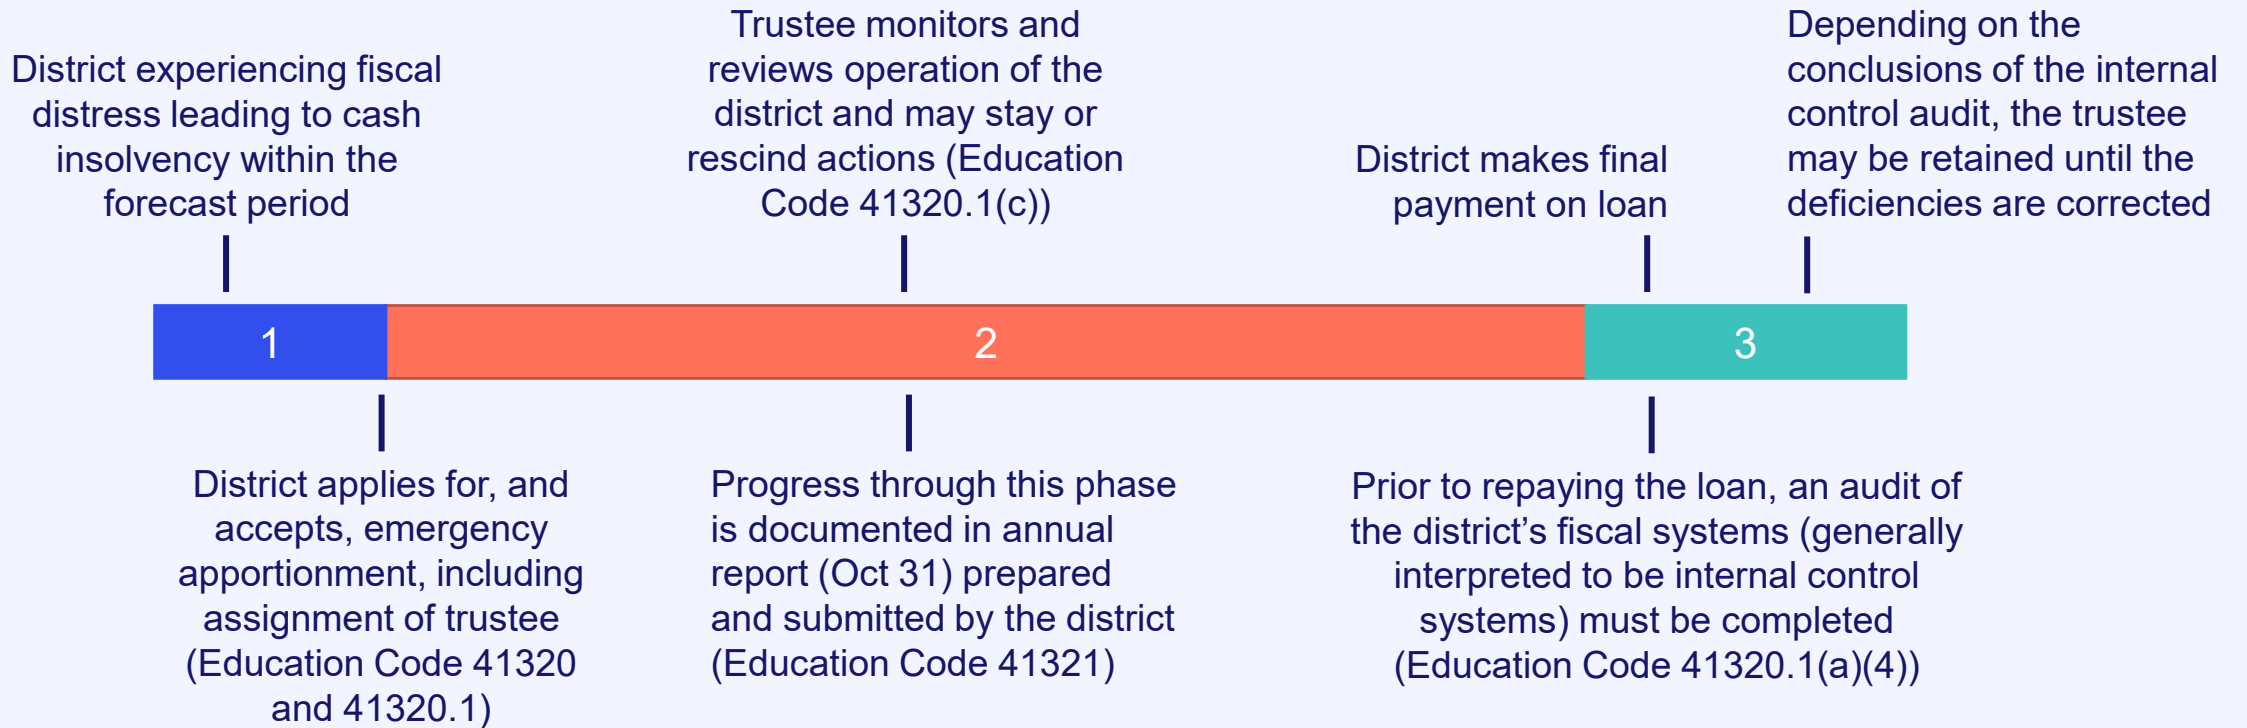 District experiencing fiscal
distress leading to cash
insolvency within the
forecast period
Trustee monitors and
reviews operation of the
district and may stay or
rescind actions (Education
Code 41320.1(c))
District makes final
payment on loan
Depending on the
conclusions of the internal
control audit, the trustee
may be retained until the
deficiencies are corrected
1
2
3
District applies for, and
accepts, emergency
apportionment, including
assignment of trustee
(Education Code 41320
and 41320.1)
Progress through this phase
is documented in annual
report (Oct 31) prepared
and submitted by the district
(Education Code 41321)
Prior to repaying the loan, an audit of
the district’s fiscal systems (generally
interpreted to be internal control
systems) must be completed
(Education Code 41320.1(a)(4))